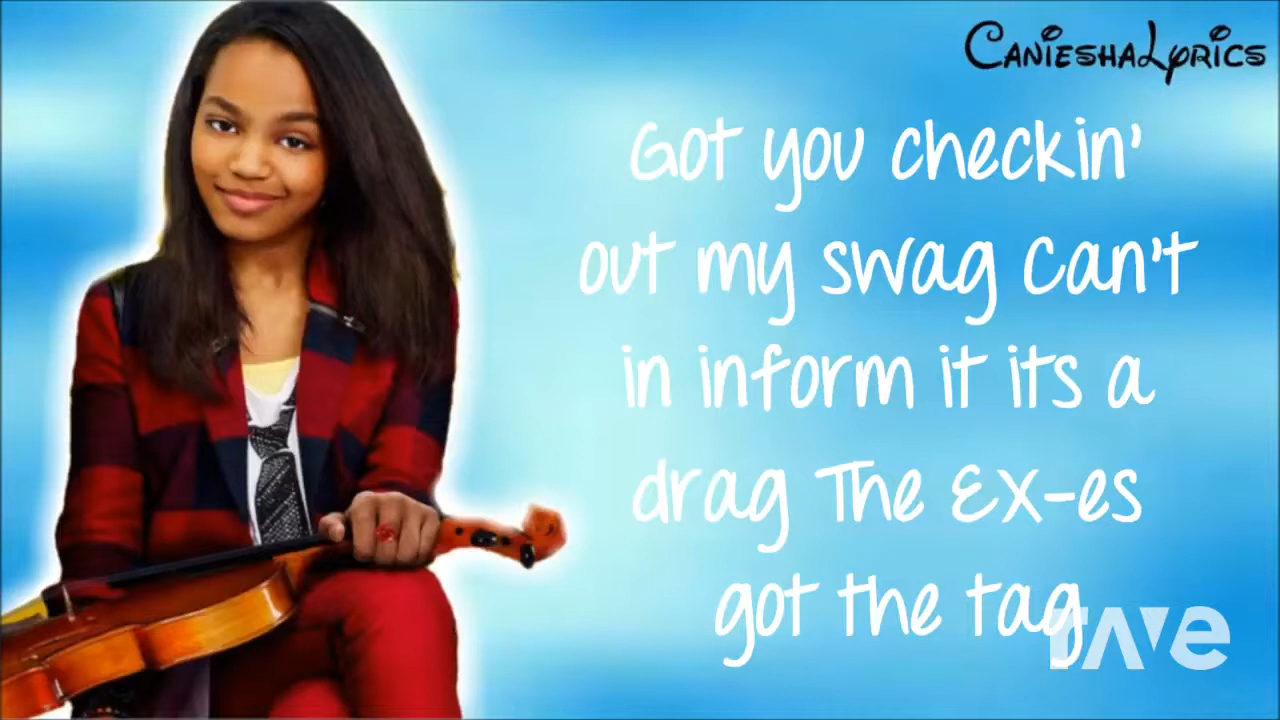 CanieshaLyrics
Got you checkin'
out my swag Can't
in inform it its a
drag The Ex-es
got the tag
rave